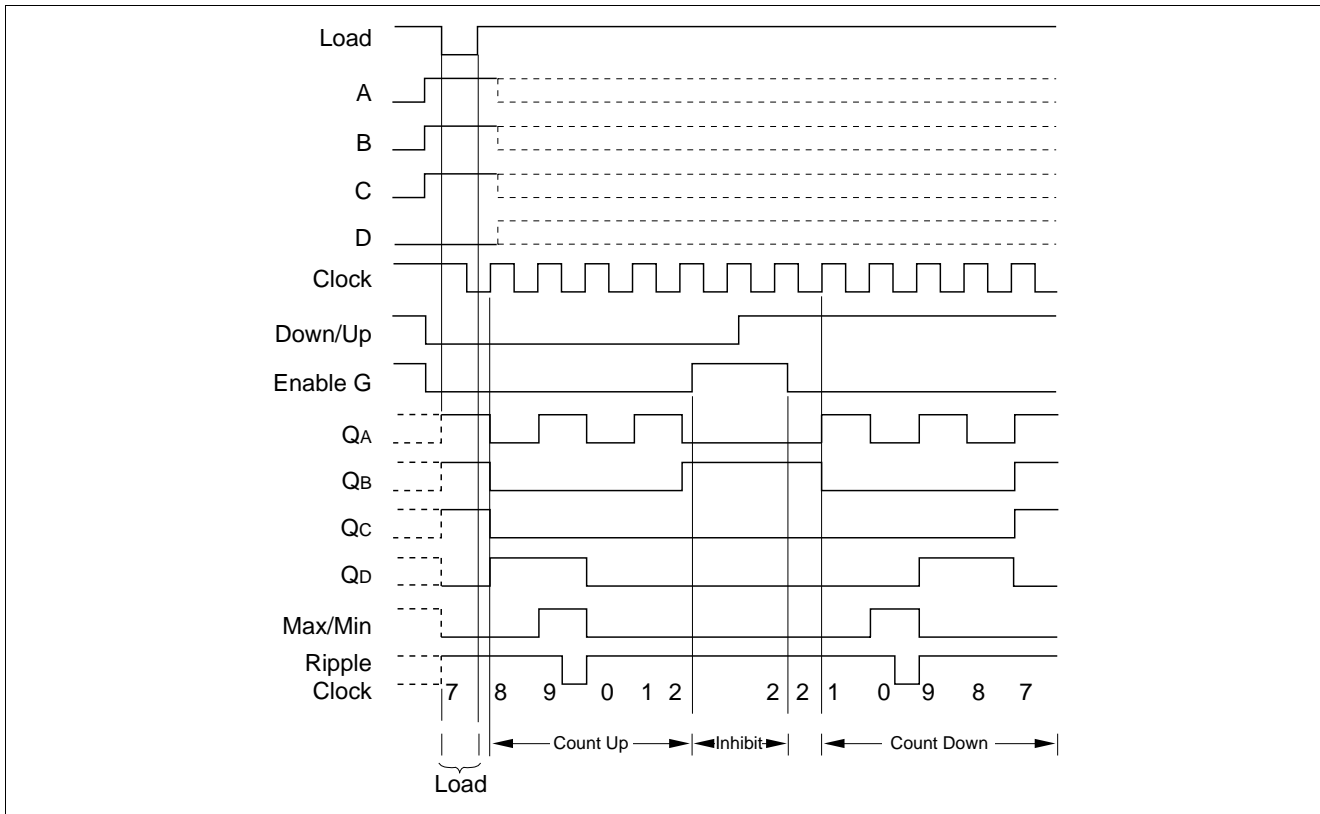 Load
A
B
C
D
Clock
Down/Up
Enable G
QA
QB
QC
QD
Max/Min
Ripple
Clock
7 8 9 0 1 2 2 2 1 0 9 8 7
Count Up Inhibit Count Down
Load